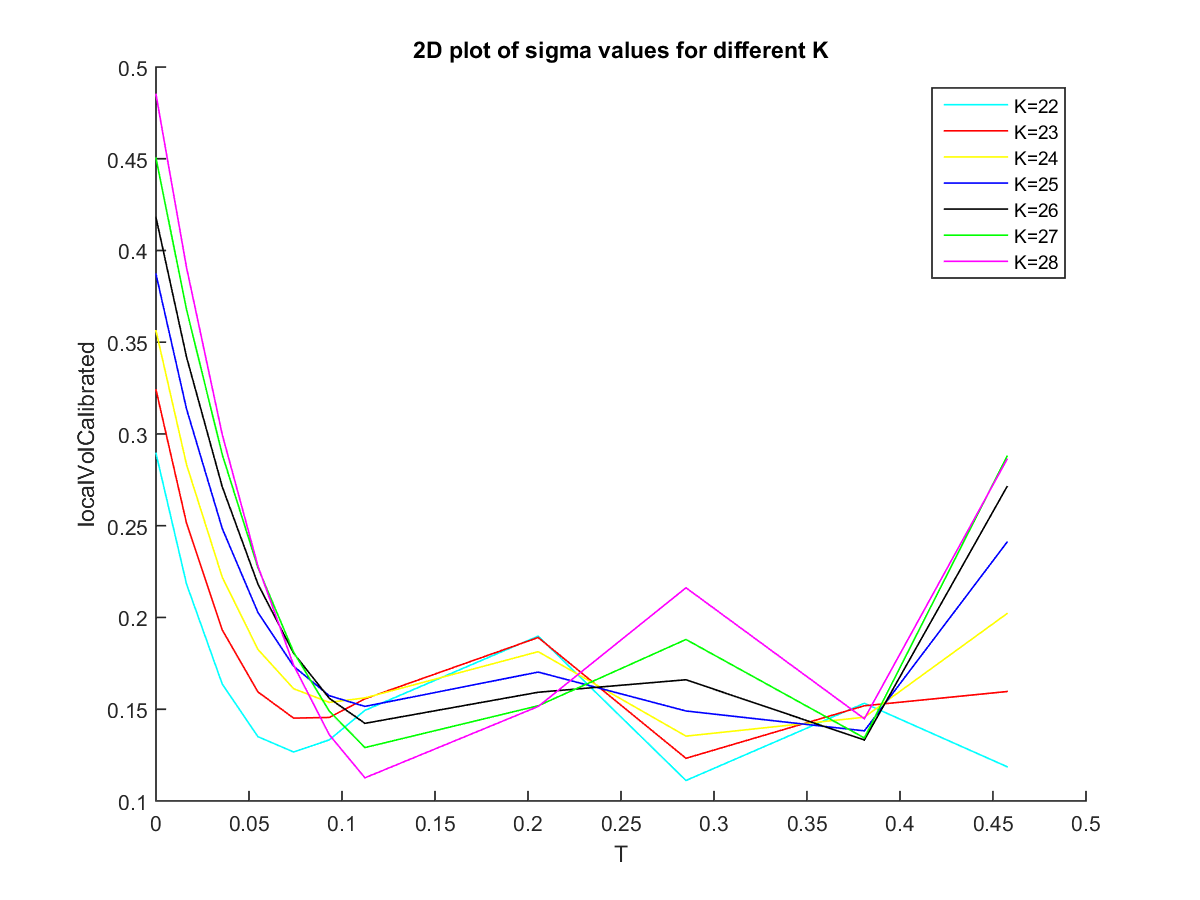 2D plot of sigma values for different K
0.5
0.45
0.4
0.35
0.3
0.25
0.2
0.15
0.1
localVolCalibrated
K=22
K=23
K=24
K=25
K=26
K=27
K=28
0 0.05 0.1 0.15 0.2 0.25 0.3 0.35 0.4 0.45 0.5
T